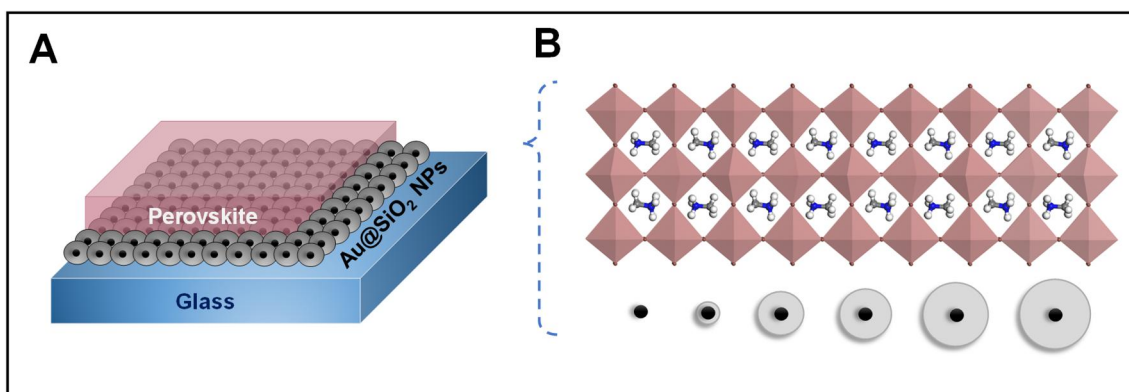 A
Perovskite
Au@SiO₂ NPs
Glass
B